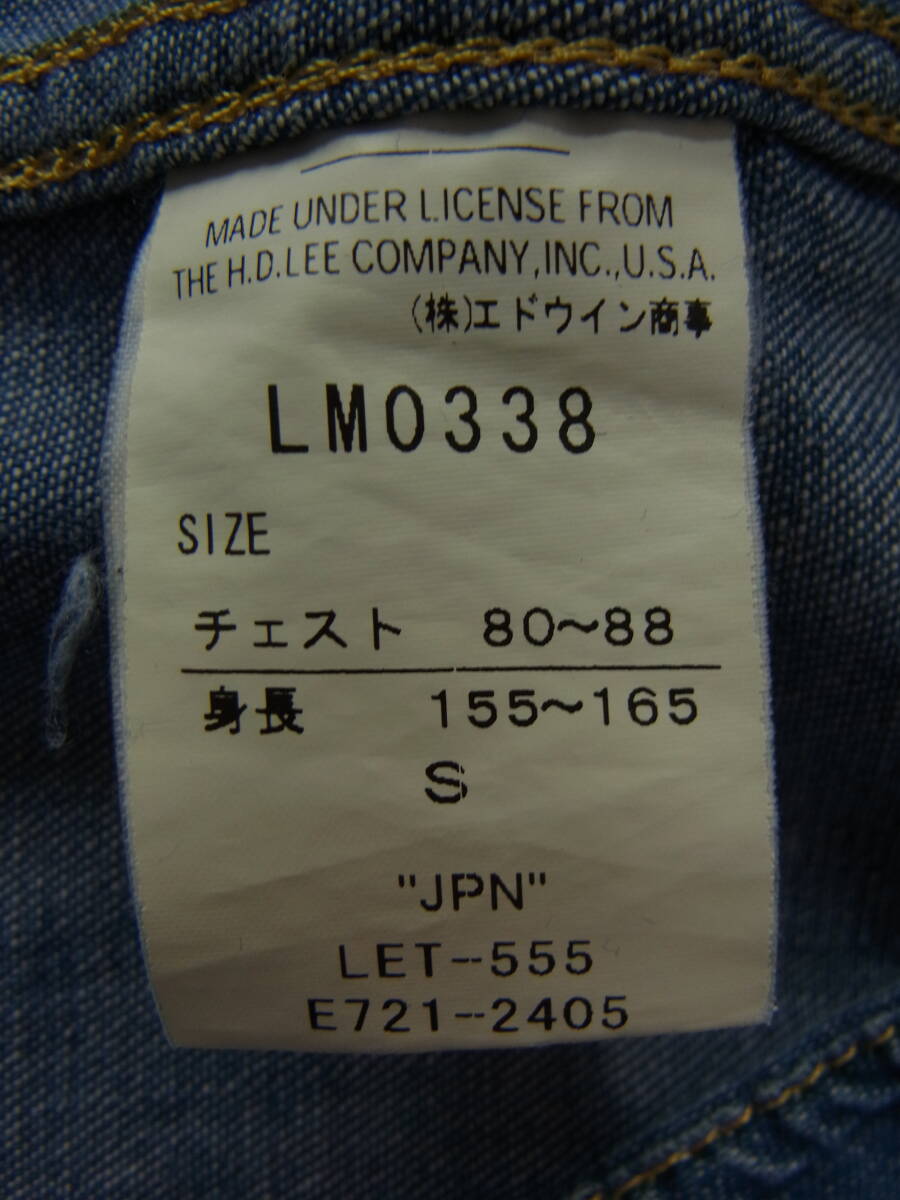 MADE UNDER LICENSE FROM
THE H.D.LEE COMPANY,INC.,U.S.A.
(株)エドウイン商事
LM0338
SIZE
チェスト 80~88
身長 155~165
S
"JPN"
LET-555
E721-2405